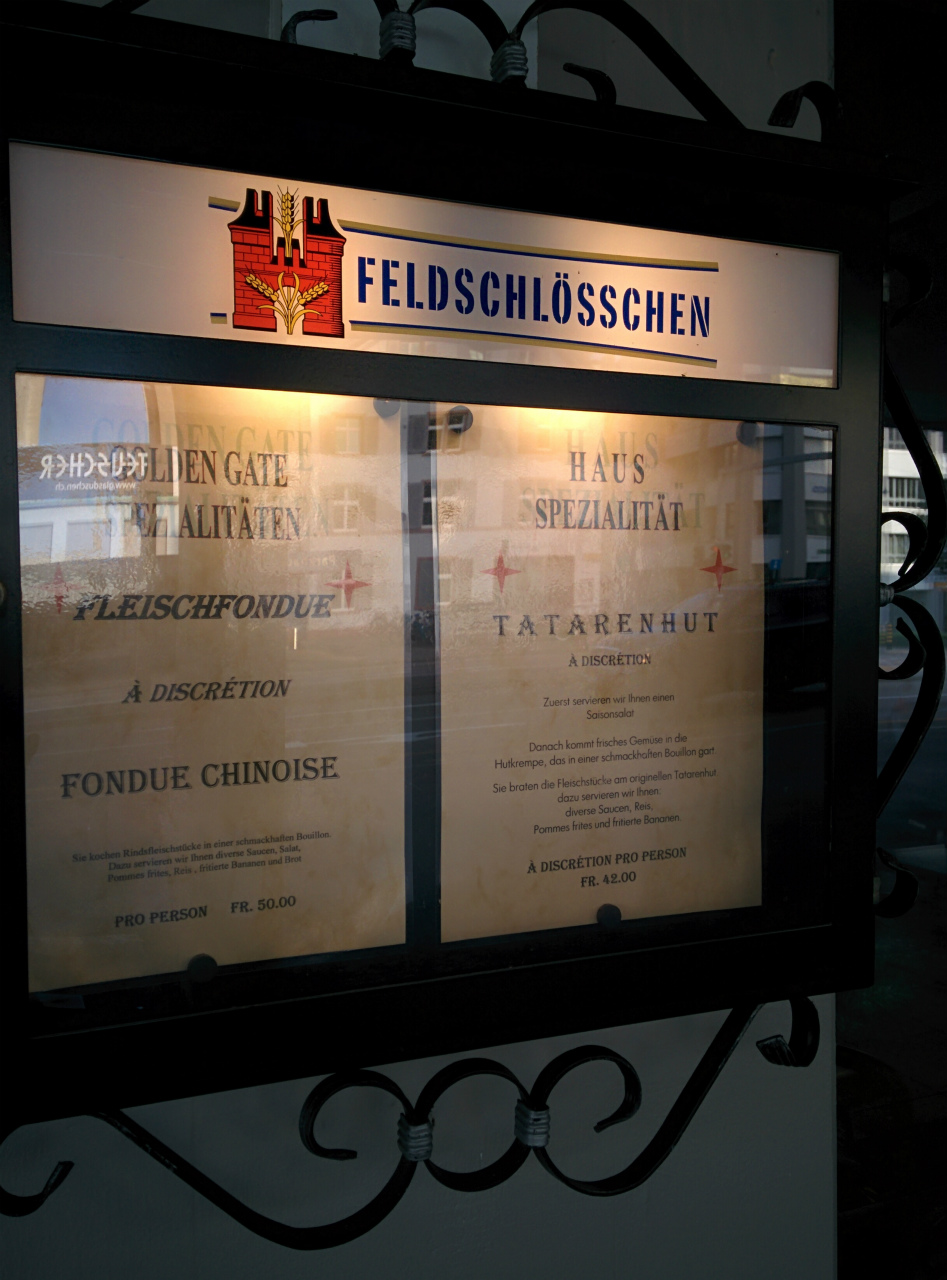 FELDSCHLÖSSCHEN
GOLDEN GATE
SPEZIALITÄTEN
FLEISCHFONDUE
À DISCRÉTION
FONDUE CHINOISE
Sie kochen Rindsfleischstücke in einer schmackhaften Bouillon.
Dazu servieren wir Ihnen diverse Saucen, Salat,
Pommes frites, Reis , fritierte Bananen und Brot
PRO PERSON FR. 50.00
HAUS
SPEZIALITÄT
TATARENHUT
À DISCRÉTION
Zuerst servieren wir Ihnen einen
Saisonsalat
Danach kommt frisches Gemüse in die
Hutkrempe, das in einer schmackhaften Bouillon gart.
Sie braten die Fleischstücke am originellen Tatarenhut.
dazu servieren wir Ihnen:
diverse Saucen, Reis,
Pommes frites und fritierte Bananen.
À DISCRÉTION PRO PERSON
FR. 42.00
TEUSCHER
www.glasduschen.ch